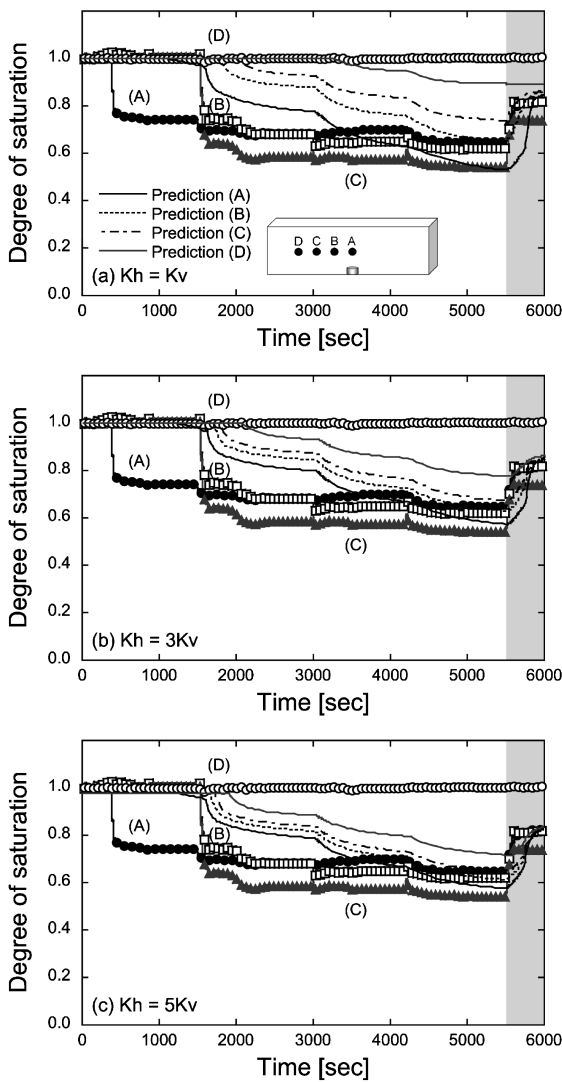 Degree of saturation
1.0
0.8
0.6
0.4
0.2
0.0
(D)
(A)
(B)
(C)
Prediction (A)
Prediction (B)
Prediction (C)
Prediction (D)
D C B A
(a) Kh = Kv
0 1000 2000 3000 4000 5000 6000
Time [sec]
Degree of saturation
1.0
0.8
0.6
0.4
0.2
0.0
(D)
(A)
(B)
(C)
(b) Kh = 3Kv
0 1000 2000 3000 4000 5000 6000
Time [sec]
Degree of saturation
1.0
0.8
0.6
0.4
0.2
0.0
(D)
(A)
(B)
(C)
(c) Kh = 5Kv
0 1000 2000 3000 4000 5000 6000
Time [sec]